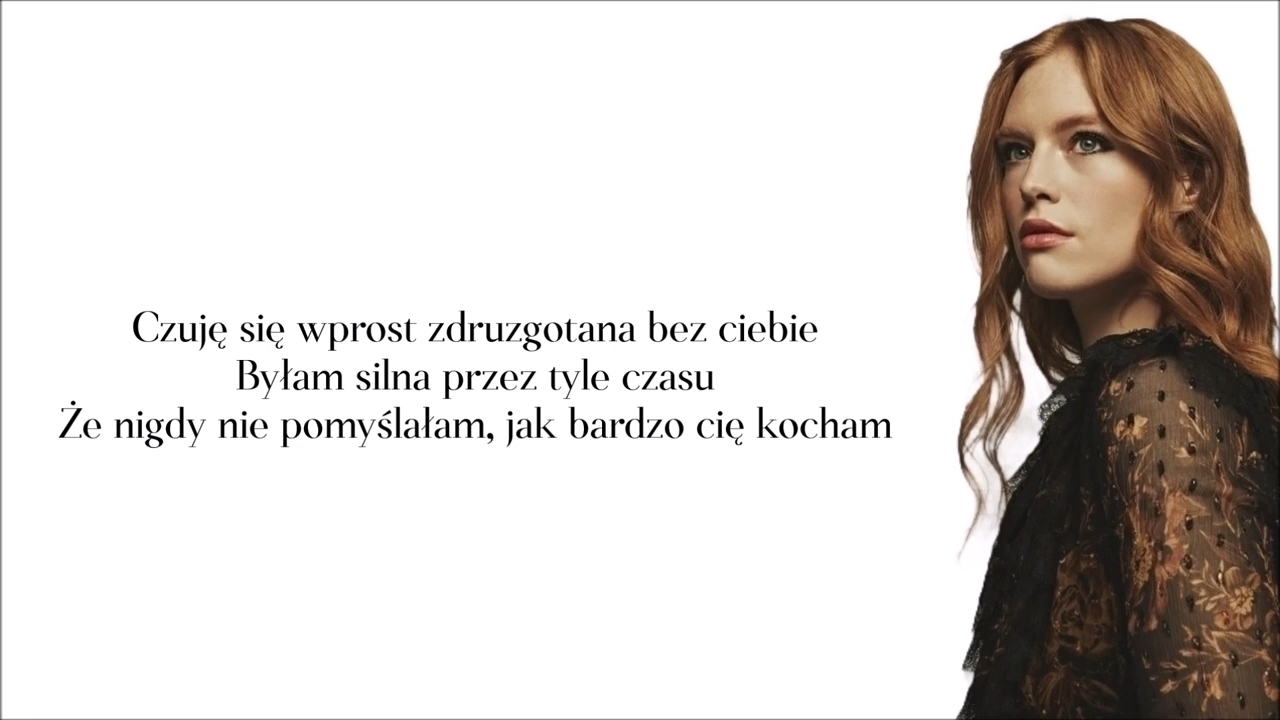 Czuję się wprost zdruzgotana bez ciebie
Byłam silna przez tyle czasu
Że nigdy nie pomyślałam, jak bardzo cię kocham